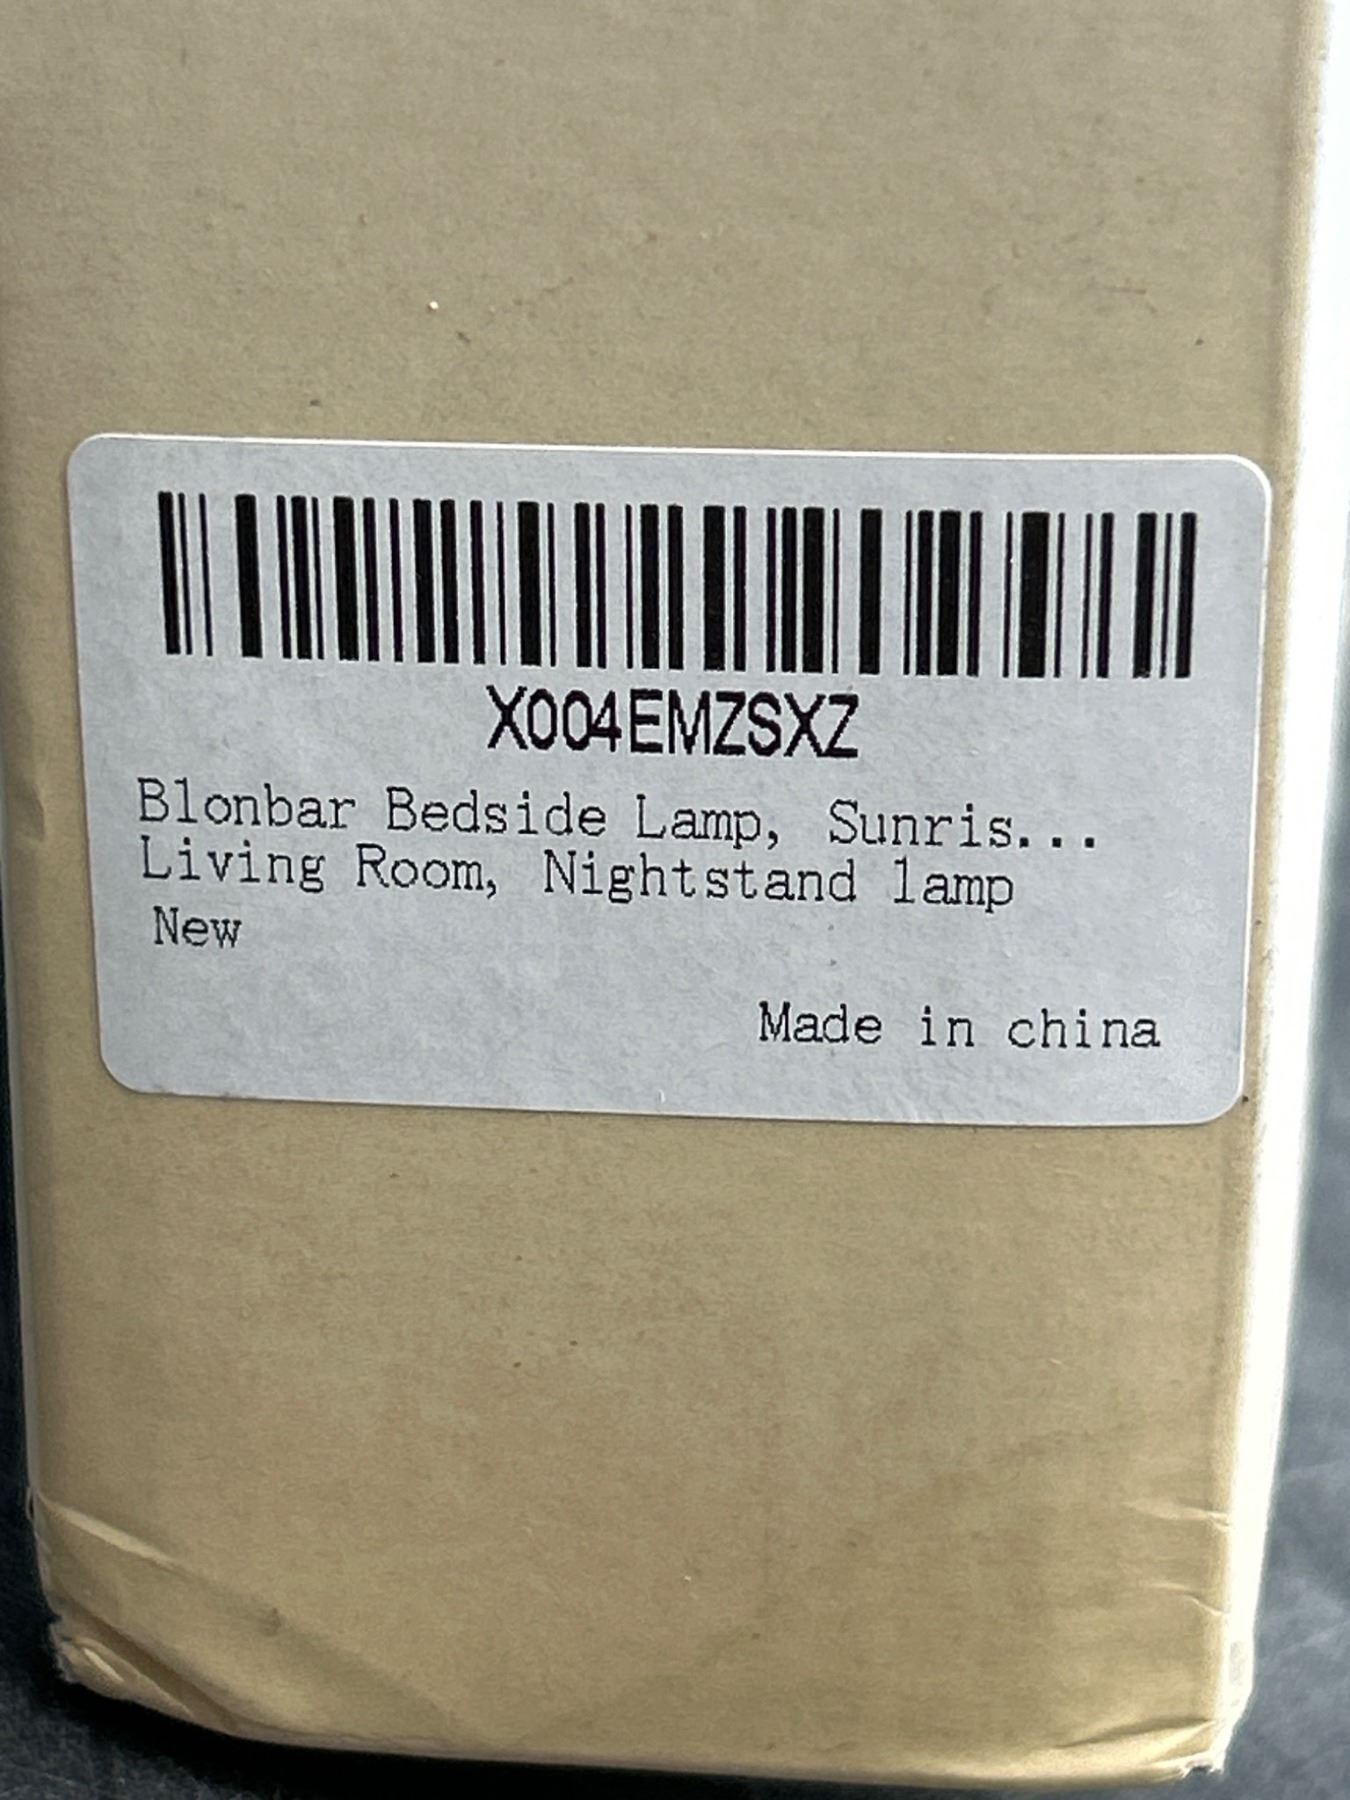 X004EMZSXZ
Blonbar Bedside Lamp, Sunris...
Living Room, Nightstand lamp
New
Made in china